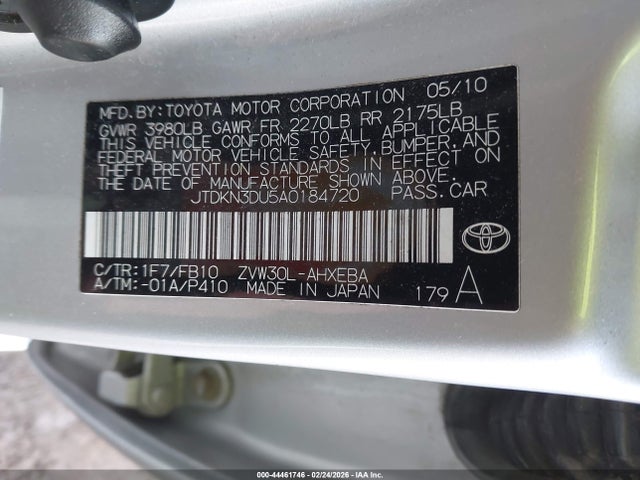 MFD.BY:TOYOTA MOTOR CORPORATION 05/10
GVWR 3980LB GAWR FR 2270LB RR 2175LB
THIS VEHICLE CONFORMS TO ALL APPLICABLE
FEDERAL MOTOR VEHICLE SAFETY,BUMPER,AND
THEFT PREVENTION STANDARDS IN EFFECT ON
THE DATE OF MANUFACTURE SHOWN ABOVE.
JTDKN3DU5A0184720 PASS.CAR
C/TR:1F7/FB10 ZVW30L-AHXEBA
A/TM:-01A/P410 MADE IN JAPAN 179 A
000-44461746 - 02/24/2026 - IAAI.COM